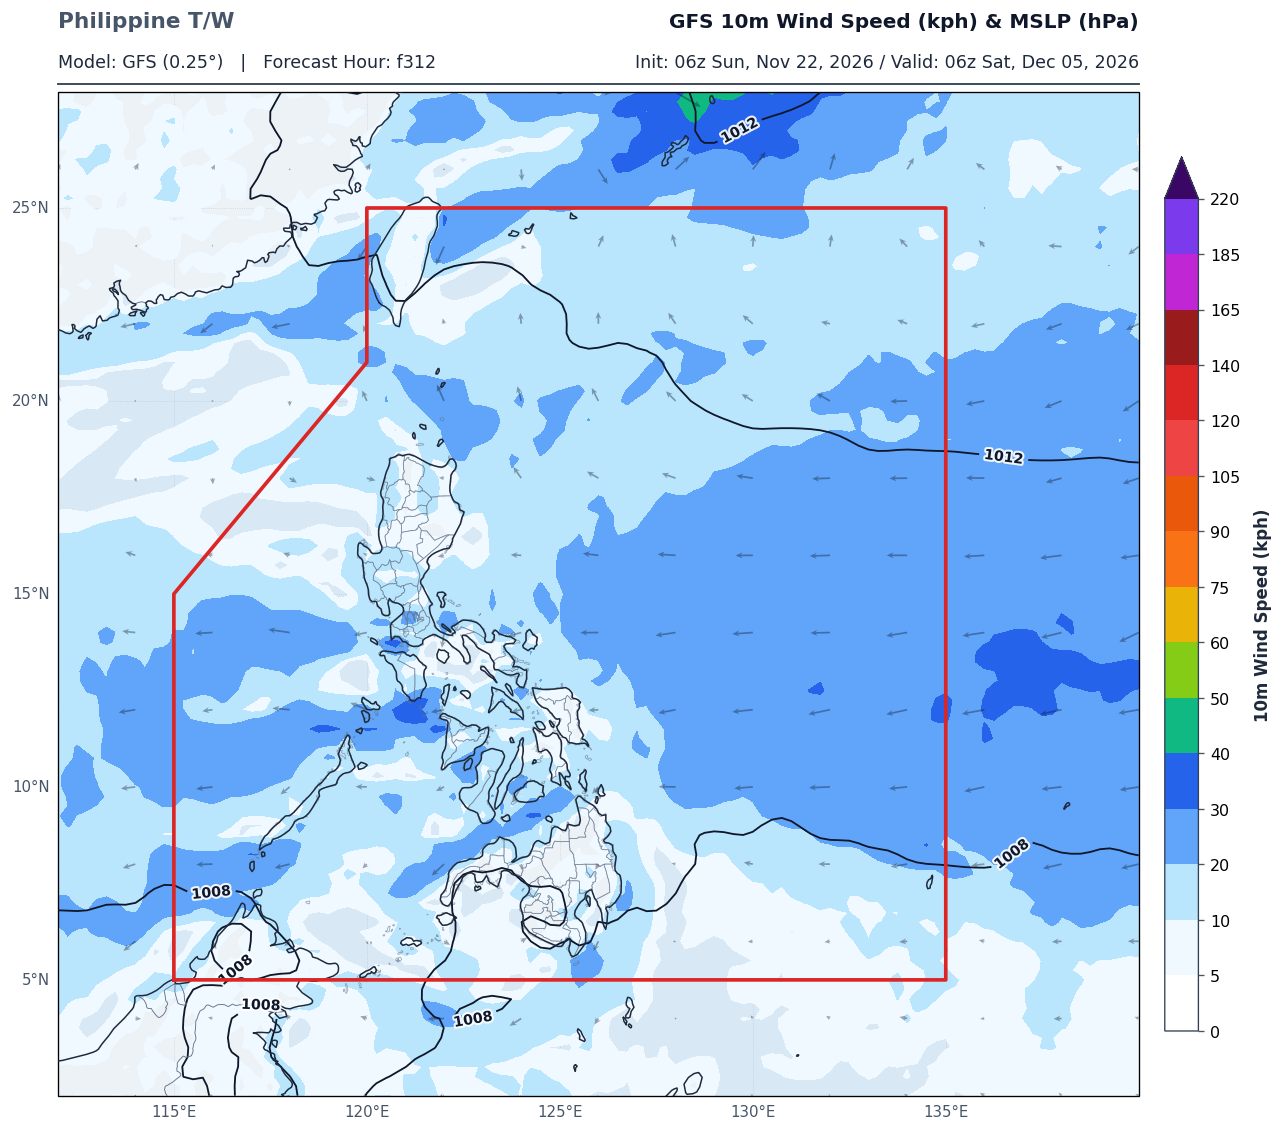 Philippine T/W
GFS 10m Wind Speed (kph) & MSLP (hPa)
Model: GFS (0.25°)   |   Forecast Hour: f312
Init: 06z Sun, Nov 22, 2026 / Valid: 06z Sat, Dec 05, 2026
1012
25°N
20°N
1012
15°N
10°N
1008
1008
1008
5°N
1008
1008
115°E
120°E
125°E
130°E
135°E
220
185
165
140
120
105
90
75
60
50
40
30
20
10
5
0
10m Wind Speed (kph)